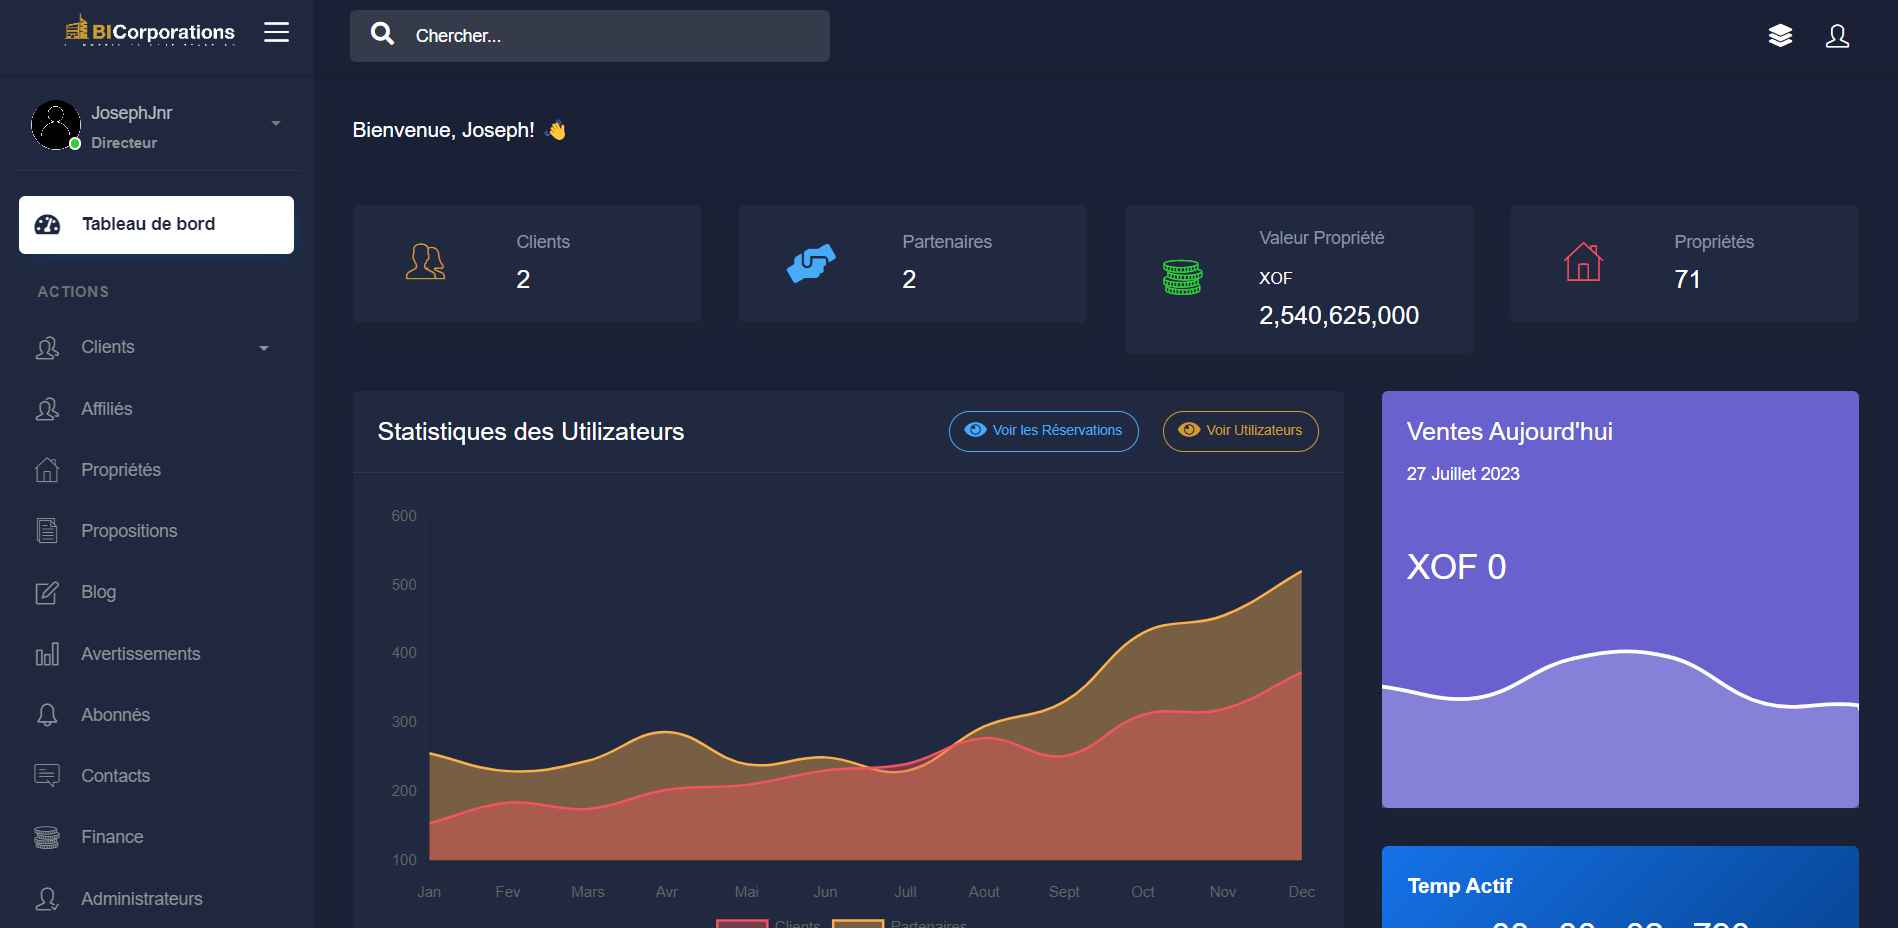 BICorporations
Chercher...
JosephJnr
Directeur
Bienvenue, Joseph!
Tableau de bord
ACTIONS
Clients
Affiliés
Propriétés
Propositions
Blog
Avertissements
Abonnés
Contacts
Finance
Administrateurs
Clients
2
Partenaires
2
Valeur Propriété
XOF
2,540,625,000
Propriétés
71
Statistiques des Utilizateurs
Voir les Réservations
Voir Utilizateurs
600
500
400
300
200
100
Jan Fev Mars Avr Mai Jun Jull Aout Sept Oct Nov Dec
Clients Partenaires
Ventes Aujourd'hui
27 Juillet 2023
XOF 0
Temp Actif